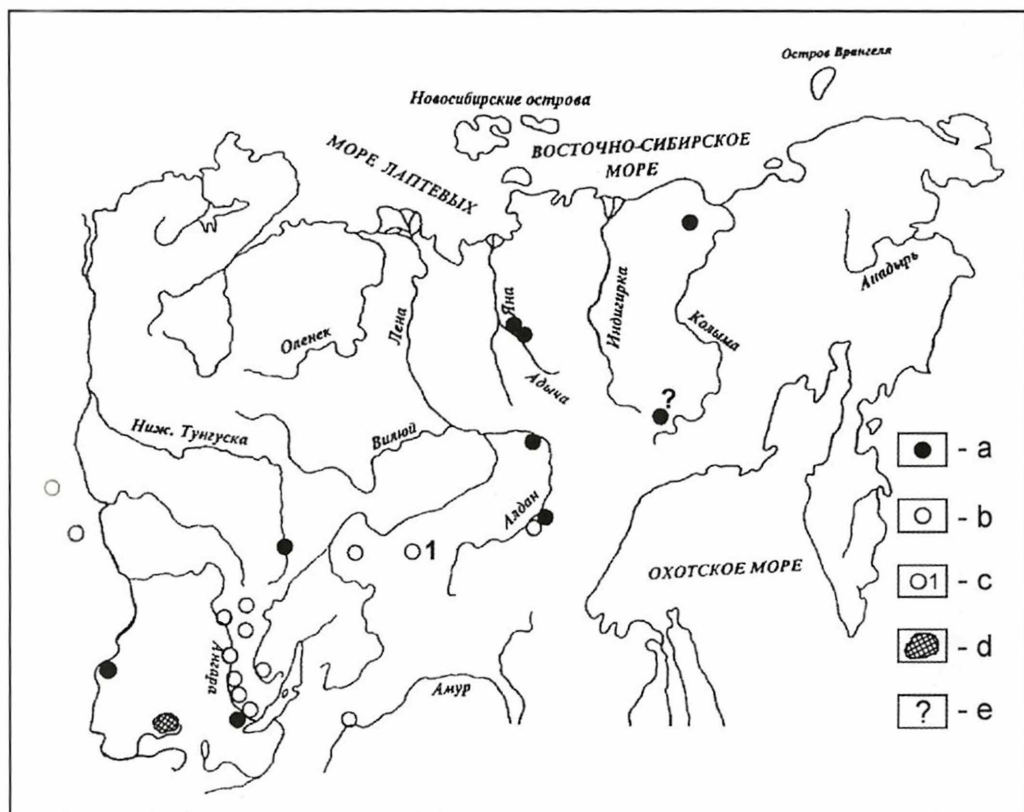 Остров Врангеля
Новосибирские острова
МОРЕ ЛАПТЕВЫХ
ВОСТОЧНО-СИБИРСКОЕ
МОРЕ
Анадырь
Яна
Индигирка
Колыма
Лена
Оленек
Адыча
?
Ниж. Тунгуска
Вилюй
- a
Алдан
- b
1
ОХОТСКОЕ МОРЕ
1 - c
Ангара
- d
Амур
? - e